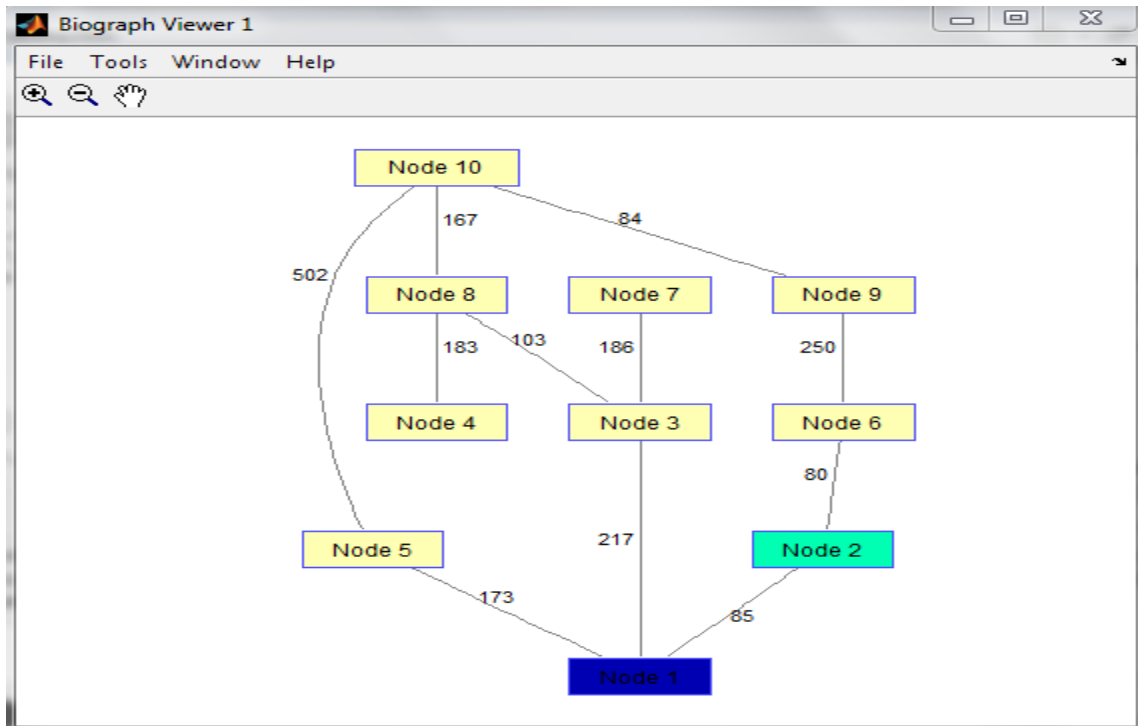 Biograph Viewer 1
File Tools Window Help
Node 10
167
84
502
Node 8
Node 7
Node 9
183
103
186
250
Node 4
Node 3
Node 6
80
217
Node 5
Node 2
173
85
Node 1